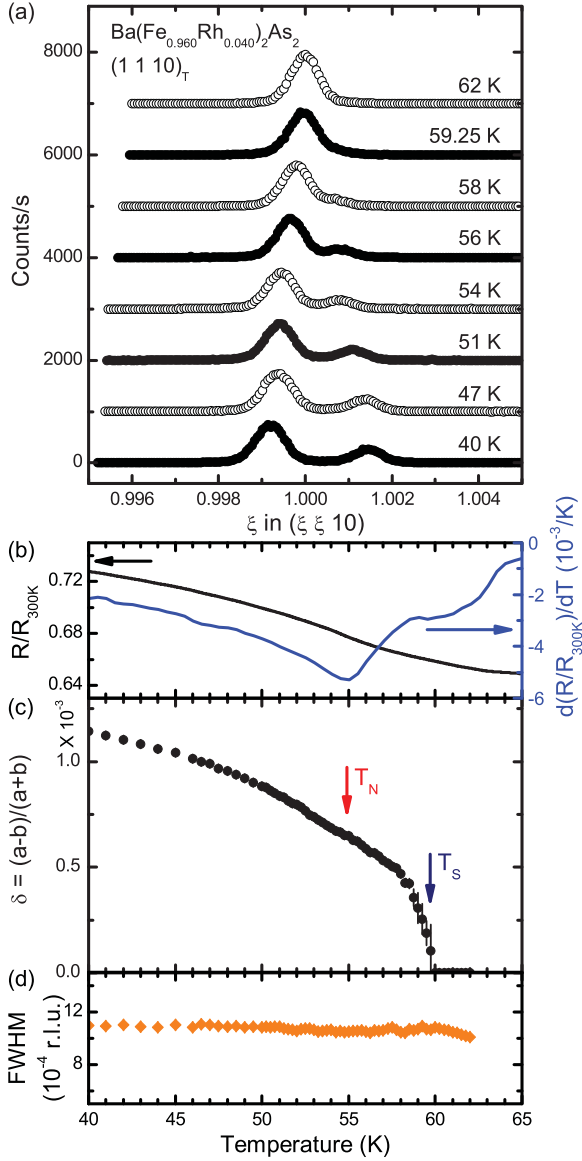 (a)
Ba(Fe0.960Rh0.040)2As2
(1 1 10)T
8000
6000
4000
2000
0
Counts/s
62 K
59.25 K
58 K
56 K
54 K
51 K
47 K
40 K
0.996 0.998 1.000 1.002 1.004
ξ in (ξ ξ 10)
(b)
0.72
0.68
0.64
R/R300K
0
-2
-4
-6
d(R/R300K)/dT (10-3/K)
(c)
X 10-3
1.0
0.5
0.0
δ = (a-b)/(a+b)
TN
TS
(d)
12
8
FWHM
(10-4 r.l.u.)
40 45 50 55 60 65
Temperature (K)